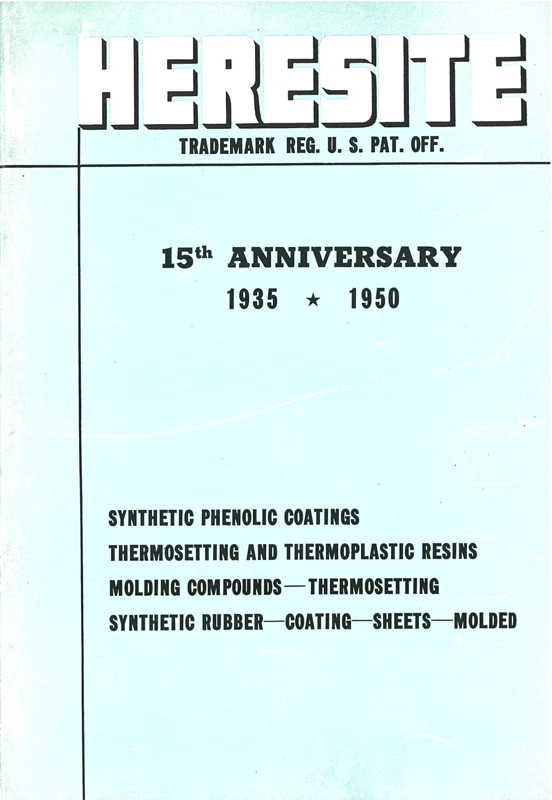 HERESITE
TRADEMARK REG. U. S. PAT. OFF.
15th ANNIVERSARY
1935 ★ 1950
SYNTHETIC PHENOLIC COATINGS
THERMOSETTING AND THERMOPLASTIC RESINS
MOLDING COMPOUNDS—THERMOSETTING
SYNTHETIC RUBBER—COATING—SHEETS—MOLDED